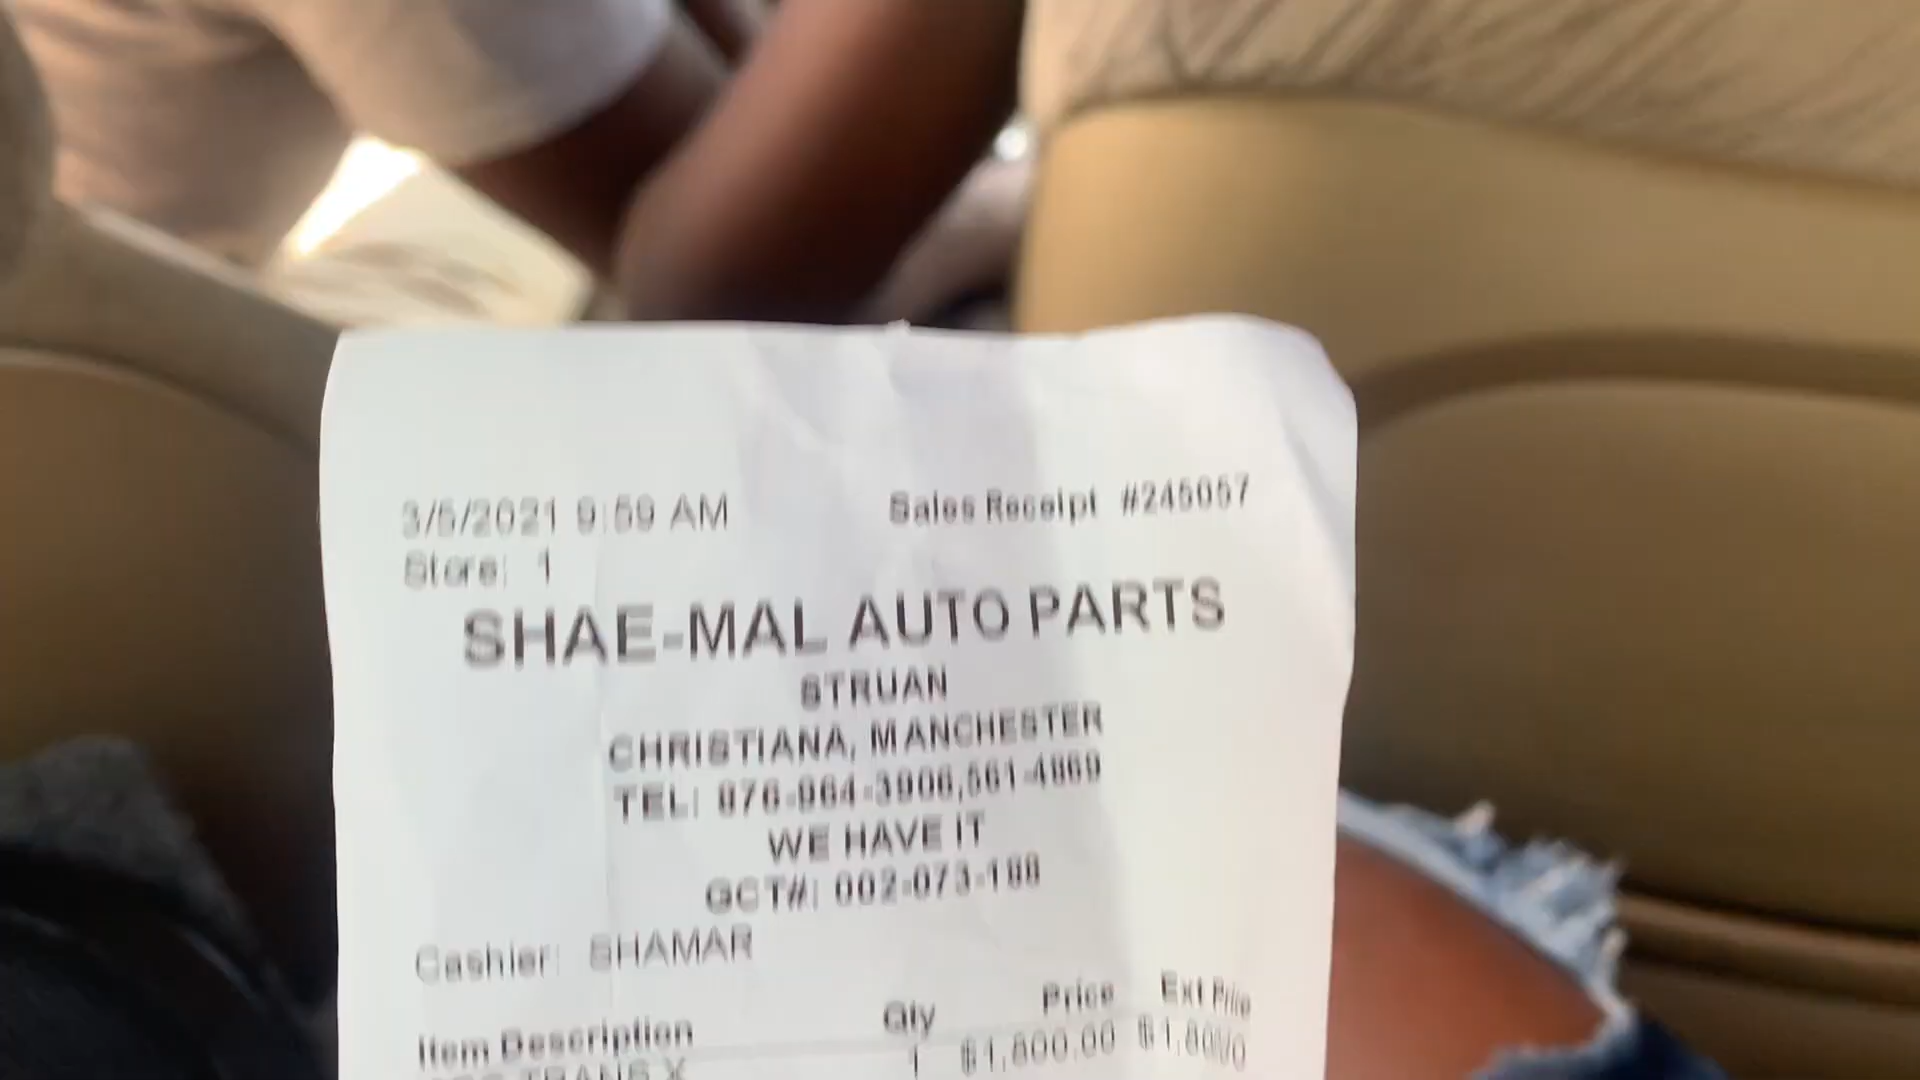 3/5/2021 9:59 AM Sales Receipt #245057
Store: 1
SHAE-MAL AUTO PARTS
STRUAN
CHRISTIANA, MANCHESTER
TEL: 876-964-3906,561-4869
WE HAVE IT
GCT#: 002-073-188
Cashier: SHAMAR
Item Description Qty Price Ext Price
TRANS X 1 $1,800.00